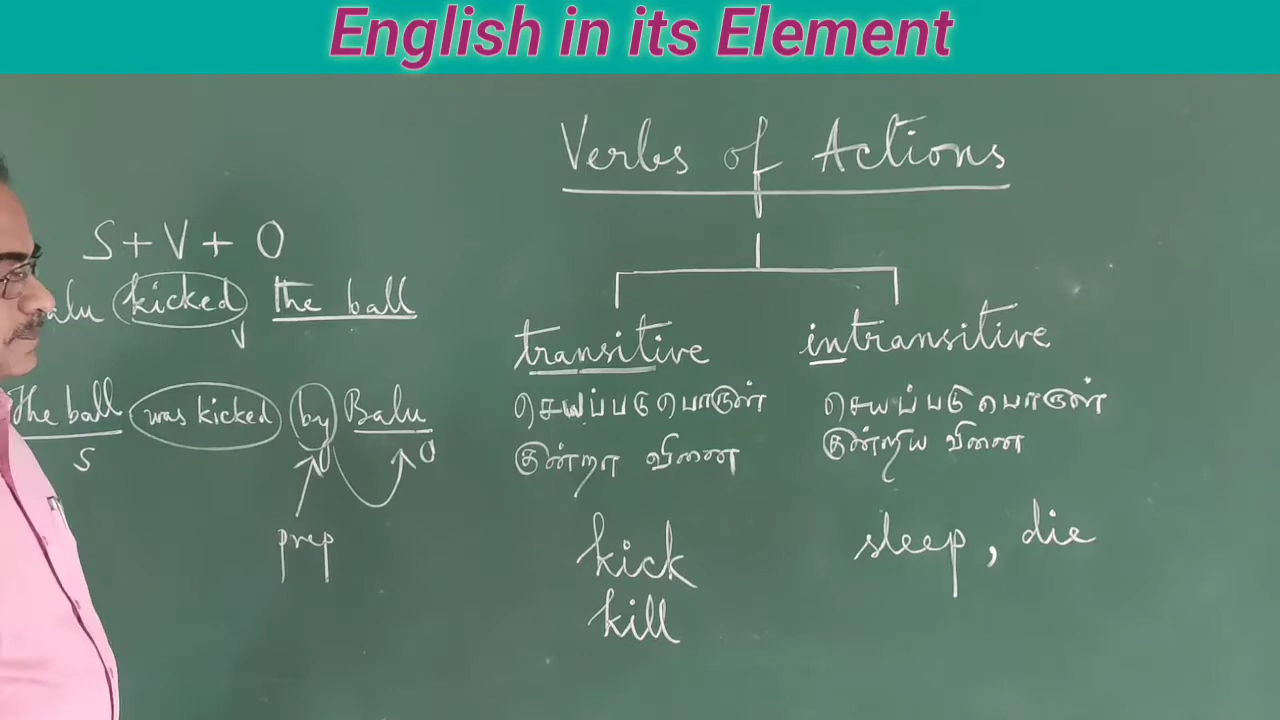 English in its Element
Verbs of Actions
S + V + O
alu kicked the ball
V
The ball was kicked by Balu
S
O
prep
transitive
செயப்படுபொருள்
குன்றா வினை
kick
kill
intransitive
செயப்படுபொருள்
குன்றிய வினை
sleep, die